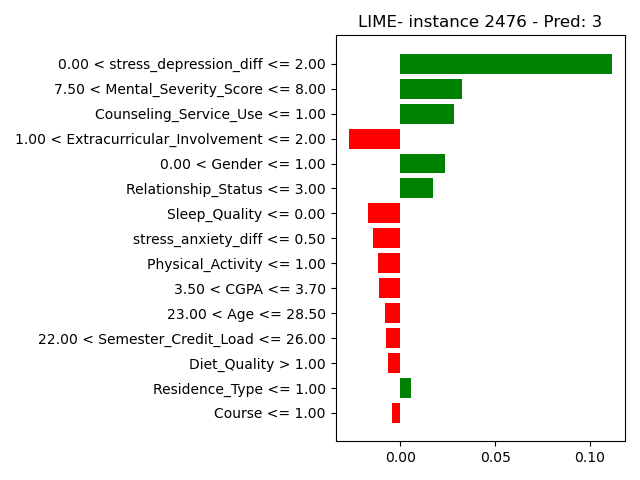 LIME- instance 2476 - Pred: 3
0.00 < stress_depression_diff <= 2.00
7.50 < Mental_Severity_Score <= 8.00
Counseling_Service_Use <= 1.00
1.00 < Extracurricular_Involvement <= 2.00
0.00 < Gender <= 1.00
Relationship_Status <= 3.00
Sleep_Quality <= 0.00
stress_anxiety_diff <= 0.50
Physical_Activity <= 1.00
3.50 < CGPA <= 3.70
23.00 < Age <= 28.50
22.00 < Semester_Credit_Load <= 26.00
Diet_Quality > 1.00
Residence_Type <= 1.00
Course <= 1.00
0.00 0.05 0.10